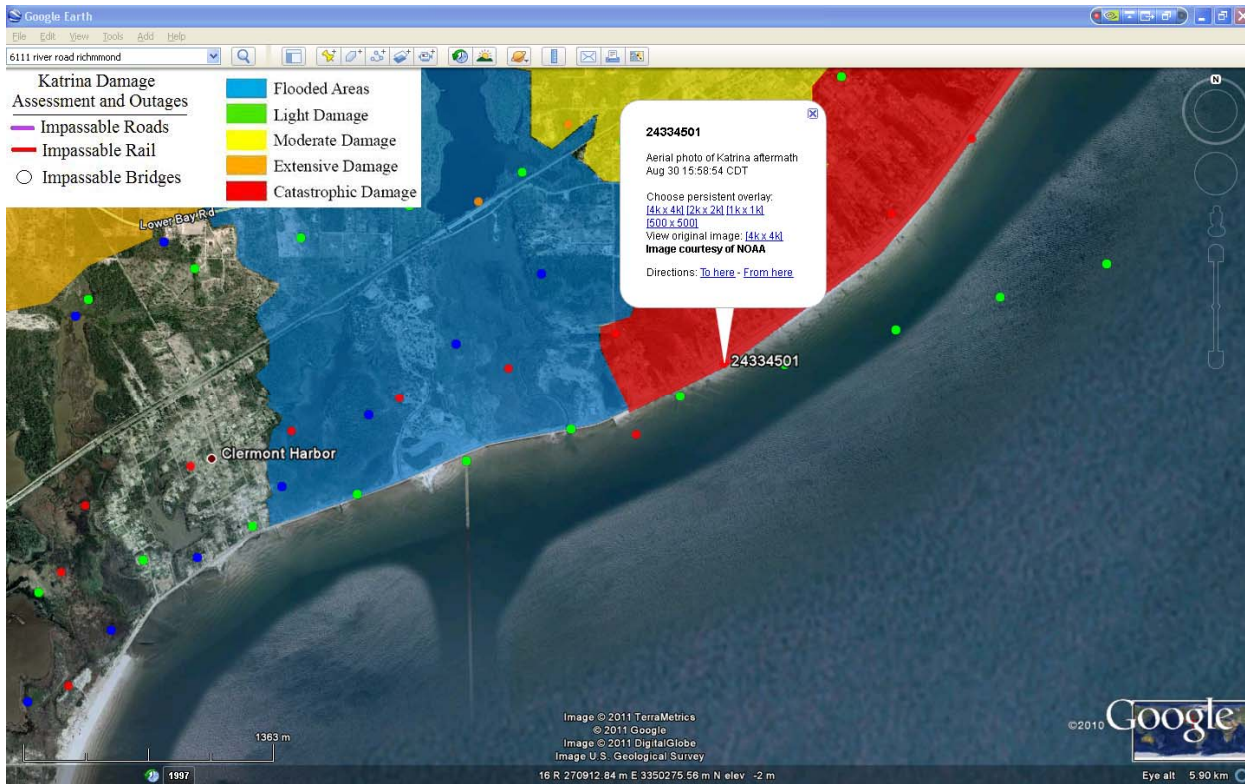 Google Earth
File Edit View Tools Add Help
6111 river road richmmond
Katrina Damage
Assessment and Outages
Impassable Roads
Impassable Rail
Impassable Bridges
Flooded Areas
Light Damage
Moderate Damage
Extensive Damage
Catastrophic Damage
N
24334501
Aerial photo of Katrina aftermath
Aug 30 15:58:54 CDT
Choose persistent overlay:
[4k x 4k] [2k x 2k] [1k x 1k]
[500 x 500]
View original image: [4k x 4k]
Image courtesy of NOAA
Directions: To here - From here
Lower Bay Rd
24334501
Clermont Harbor
Image © 2011 TerraMetrics
© 2011 Google
Image © 2011 DigitalGlobe
Image U.S. Geological Survey
©2010 Google
1363 m
1997
16 R 270912.84 m E 3350275.56 m N elev -2 m
Eye alt 5.90 km